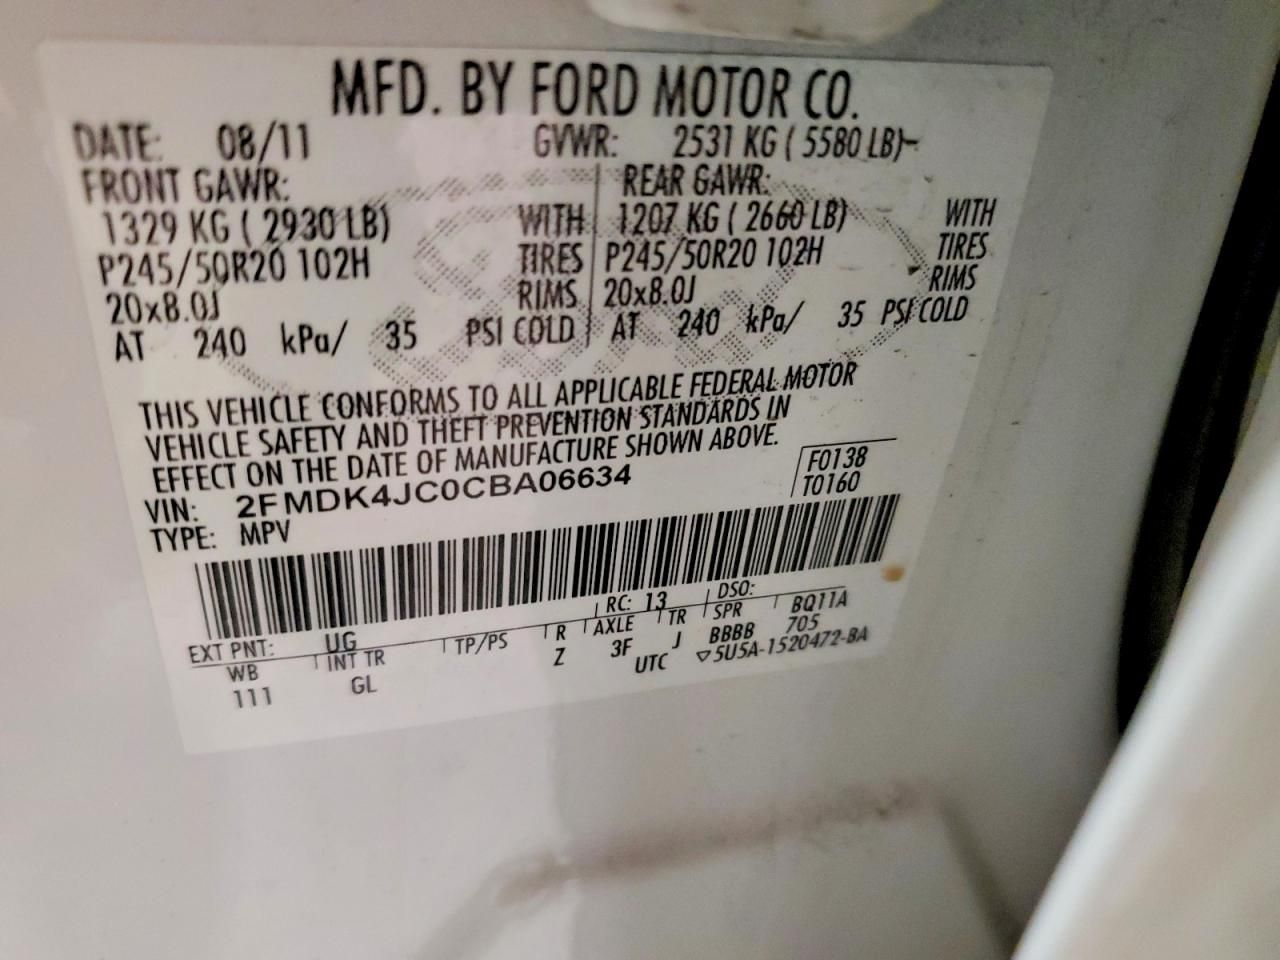 MFD. BY FORD MOTOR CO.
DATE: 08/11 GVWR: 2531 KG ( 5580 LB)
FRONT GAWR: REAR GAWR:
1329 KG ( 2930 LB) WITH 1207 KG ( 2660 LB) WITH
P245/50R20 102H TIRES P245/50R20 102H TIRES
20x8.0J RIMS 20x8.0J RIMS
AT 240 kPa/ 35 PSI COLD AT 240 kPa/ 35 PSI COLD
THIS VEHICLE CONFORMS TO ALL APPLICABLE FEDERAL MOTOR
VEHICLE SAFETY AND THEFT PREVENTION STANDARDS IN
EFFECT ON THE DATE OF MANUFACTURE SHOWN ABOVE.
VIN: 2FMDK4JC0CBA06634 F0138
TYPE: MPV T0160
EXT PNT: UG RC: 13 DSO:
WB INT TR TP/PS R AXLE TR SPR BQ11A
111 GL Z 3F J BBBB 705
UTC ▽5U5A-1520472-BA